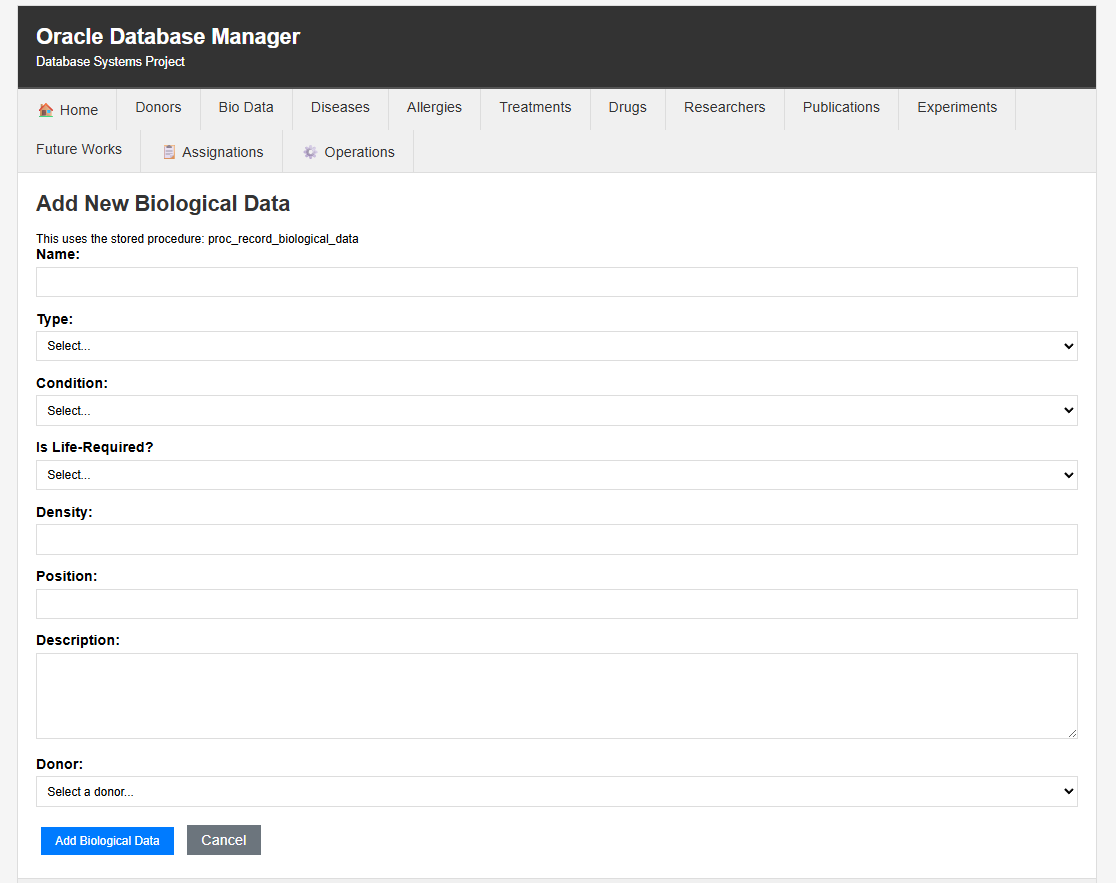 Oracle Database Manager
Database Systems Project
Home Donors Bio Data Diseases Allergies Treatments Drugs Researchers Publications Experiments
Future Works Assignations Operations
Add New Biological Data
This uses the stored procedure: proc_record_biological_data
Name:
Type:
Select...
Condition:
Select...
Is Life-Required?
Select...
Density:
Position:
Description:
Donor:
Select a donor...
Add Biological Data Cancel